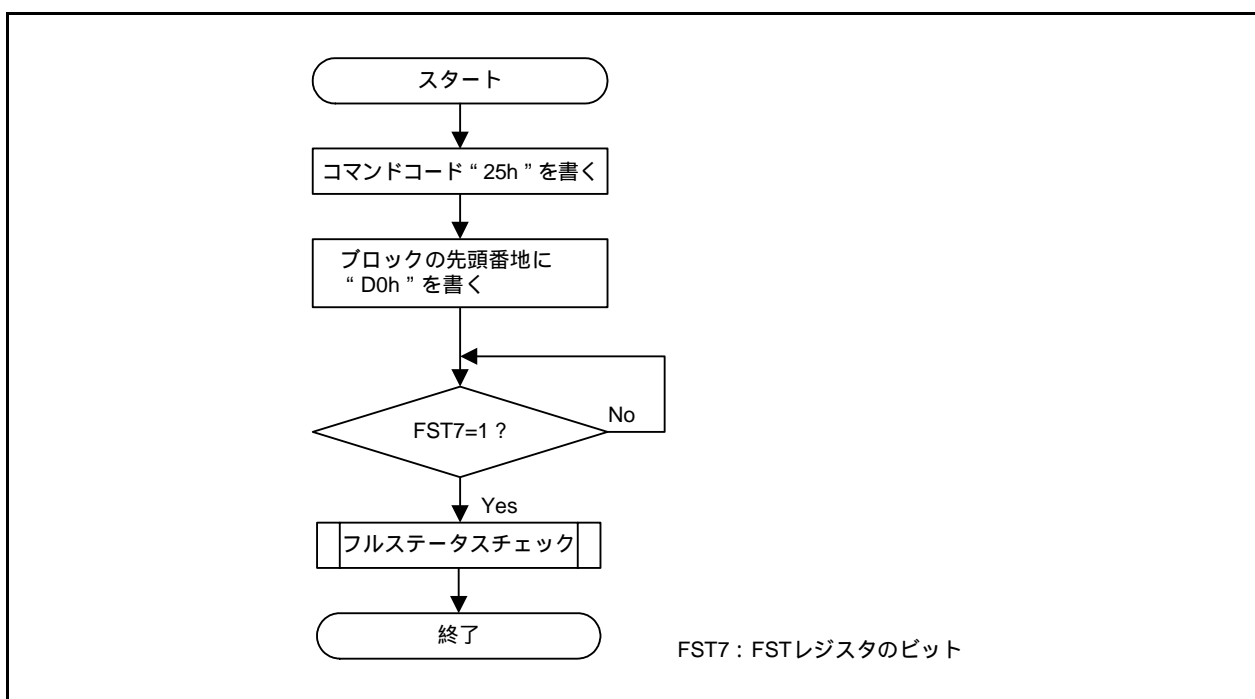 スタート
コマンドコード“ 25h ”を書く
ブロックの先頭番地に
“ D0h ”を書く
FST7=1 ?
No
Yes
フルステータスチェック
終了
FST7 : FSTレジスタのビット